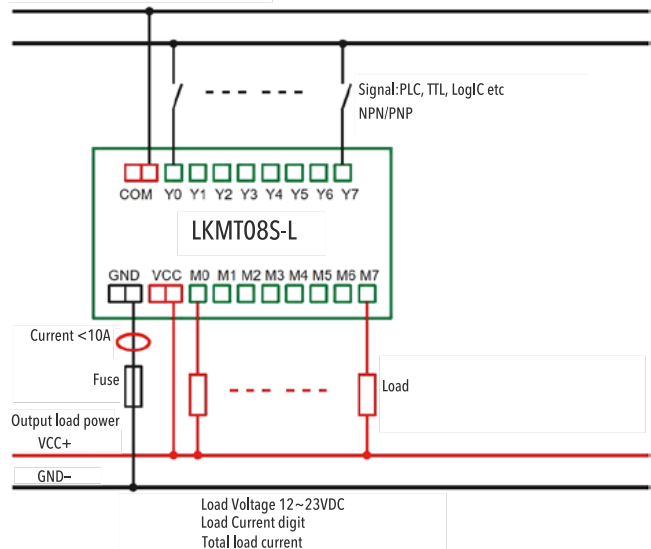 Signal:PLC, TTL, LogIC etc
NPN/PNP
COM Y0 Y1 Y2 Y3 Y4 Y5 Y6 Y7
LKMT08S-L
GND VCC M0 M1 M2 M3 M4 M5 M6 M7
Current <10A
Fuse
Load
Output load power
VCC+
GND–
Load Voltage 12~23VDC
Load Current digit
Total load current